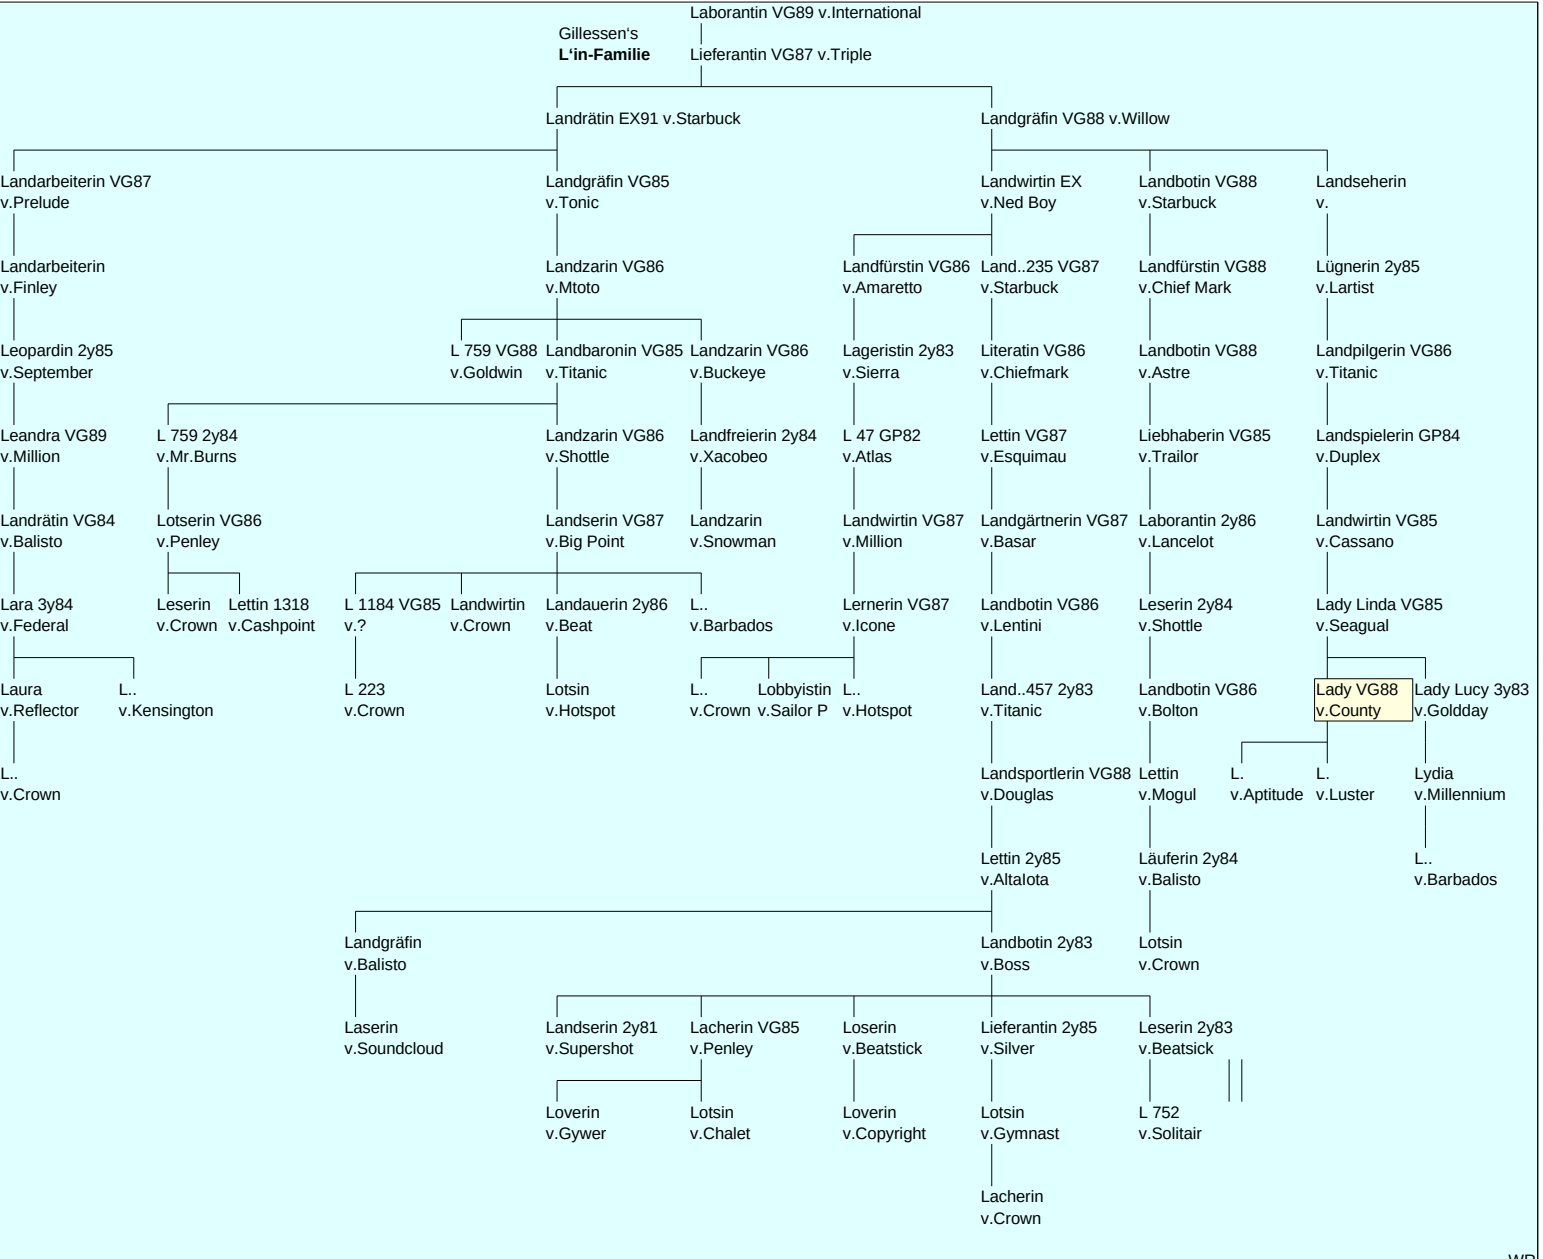 Laborantin VG89 v.International
Gillessen‘s
L‘in-Familie
Lieferantin VG87 v.Triple
Landrätin EX91 v.Starbuck
Landgräfin VG88 v.Willow
Landarbeiterin VG87
v.Prelude
Landgräfin VG85
v.Tonic
Landwirtin EX
v.Ned Boy
Landbotin VG88
v.Starbuck
Landseherin
v.
Landarbeiterin
v.Finley
Landzarin VG86
v.Mtoto
Landfürstin VG86
v.Amaretto
Land..235 VG87
v.Starbuck
Landfürstin VG88
v.Chief Mark
Lügnerin 2y85
v.Lartist
Leopardin 2y85
v.September
L 759 VG88
v.Goldwin
Landbaronin VG85
v.Titanic
Landzarin VG86
v.Buckeye
Lageristin 2y83
v.Sierra
Literatin VG86
v.Chiefmark
Landbotin VG88
v.Astre
Landpilgerin VG86
v.Titanic
Leandra VG89
v.Million
L 759 2y84
v.Mr.Burns
Landzarin VG86
v.Shottle
Landfreierin 2y84
v.Xacobeo
L 47 GP82
v.Atlas
Lettin VG87
v.Esquimau
Liebhaberin VG85
v.Trailor
Landspielerin GP84
v.Duplex
Landrätin VG84
v.Balisto
Lotserin VG86
v.Penley
Landserin VG87
v.Big Point
Landzarin
v.Snowman
Landwirtin VG87
v.Million
Landgärtnerin VG87
v.Basar
Laborantin 2y86
v.Lancelot
Landwirtin VG85
v.Cassano
Lara 3y84
v.Federal
Leserin
v.Crown
Lettin 1318
v.Cashpoint
L 1184 VG85
v.?
Landwirtin
v.Crown
Landauerin 2y86
v.Beat
L..
v.Barbados
Lernerin VG87
v.Icone
Landbotin VG86
v.Lentini
Leserin 2y84
v.Shottle
Lady Linda VG85
v.Seagual
Laura
v.Reflector
L..
v.Kensington
L 223
v.Crown
Lotsin
v.Hotspot
L..
v.Crown
Lobbyistin
v.Sailor P
L..
v.Hotspot
Land..457 2y83
v.Titanic
Landbotin VG86
v.Bolton
Lady VG88
v.County
Lady Lucy 3y83
v.Goldday
L..
v.Crown
Landsportlerin VG88
v.Douglas
Lettin
v.Mogul
L.
v.Aptitude
L.
v.Luster
Lydia
v.Millennium
Lettin 2y85
v.AltaIota
Läuferin 2y84
v.Balisto
L..
v.Barbados
Landgräfin
v.Balisto
Landbotin 2y83
v.Boss
Lotsin
v.Crown
Laserin
v.Soundcloud
Landserin 2y81
v.Supershot
Lacherin VG85
v.Penley
Loserin
v.Beatstick
Lieferantin 2y85
v.Silver
Leserin 2y83
v.Beatsick
Loverin
v.Gywer
Lotsin
v.Chalet
Loverin
v.Copyright
Lotsin
v.Gymnast
L 752
v.Solitair
Lacherin
v.Crown